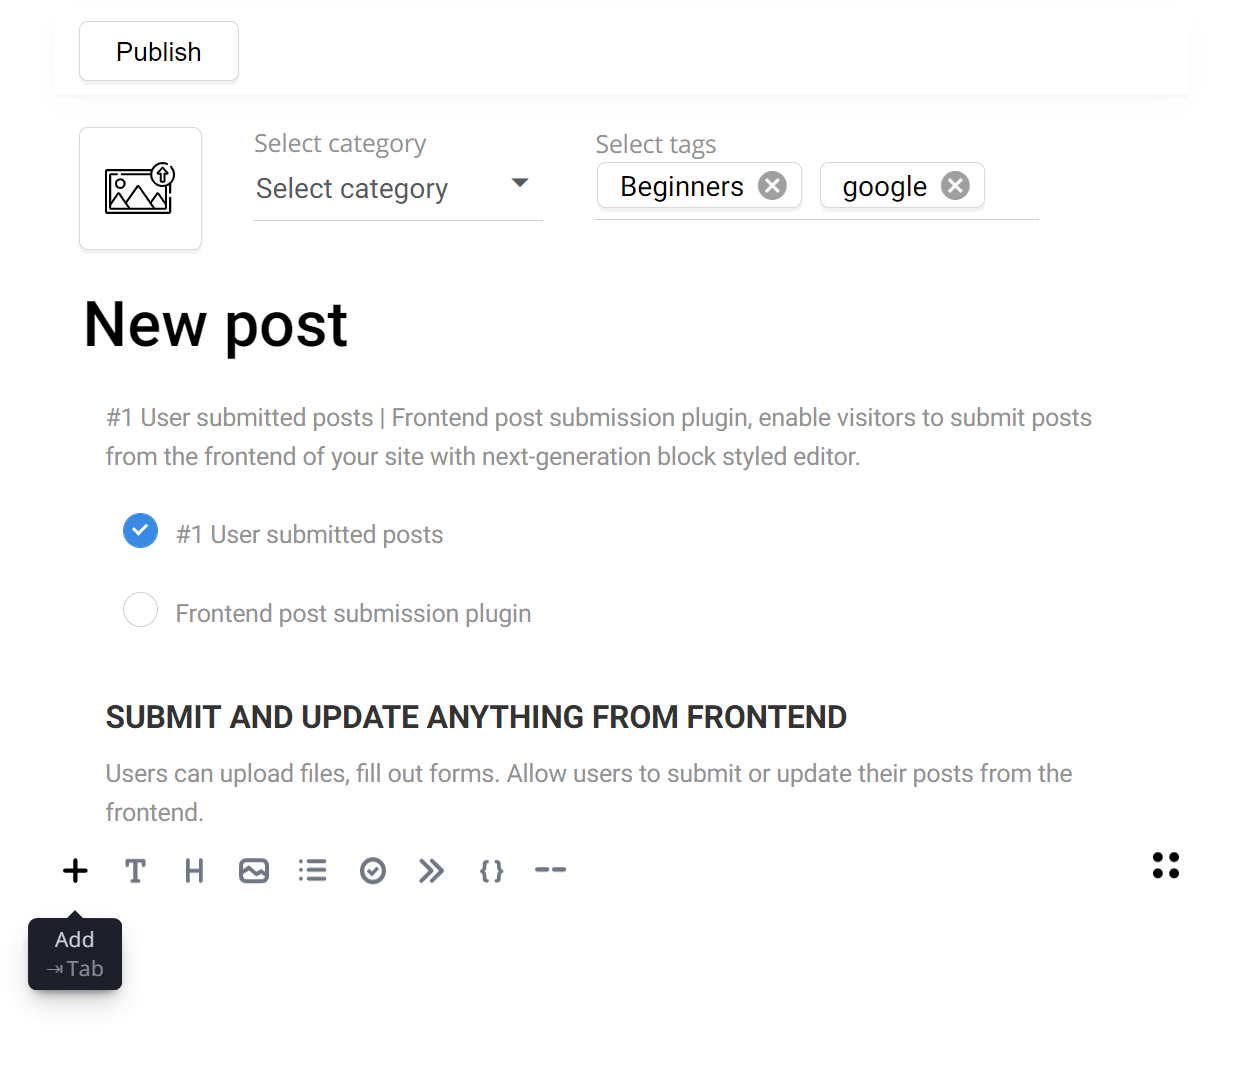 Publish
Select category
Select category
Select tags
Beginners
google
New post
#1 User submitted posts | Frontend post submission plugin, enable visitors to submit posts
from the frontend of your site with next-generation block styled editor.
#1 User submitted posts
Frontend post submission plugin
SUBMIT AND UPDATE ANYTHING FROM FRONTEND
Users can upload files, fill out forms. Allow users to submit or update their posts from the
frontend.
Add
⇥ Tab